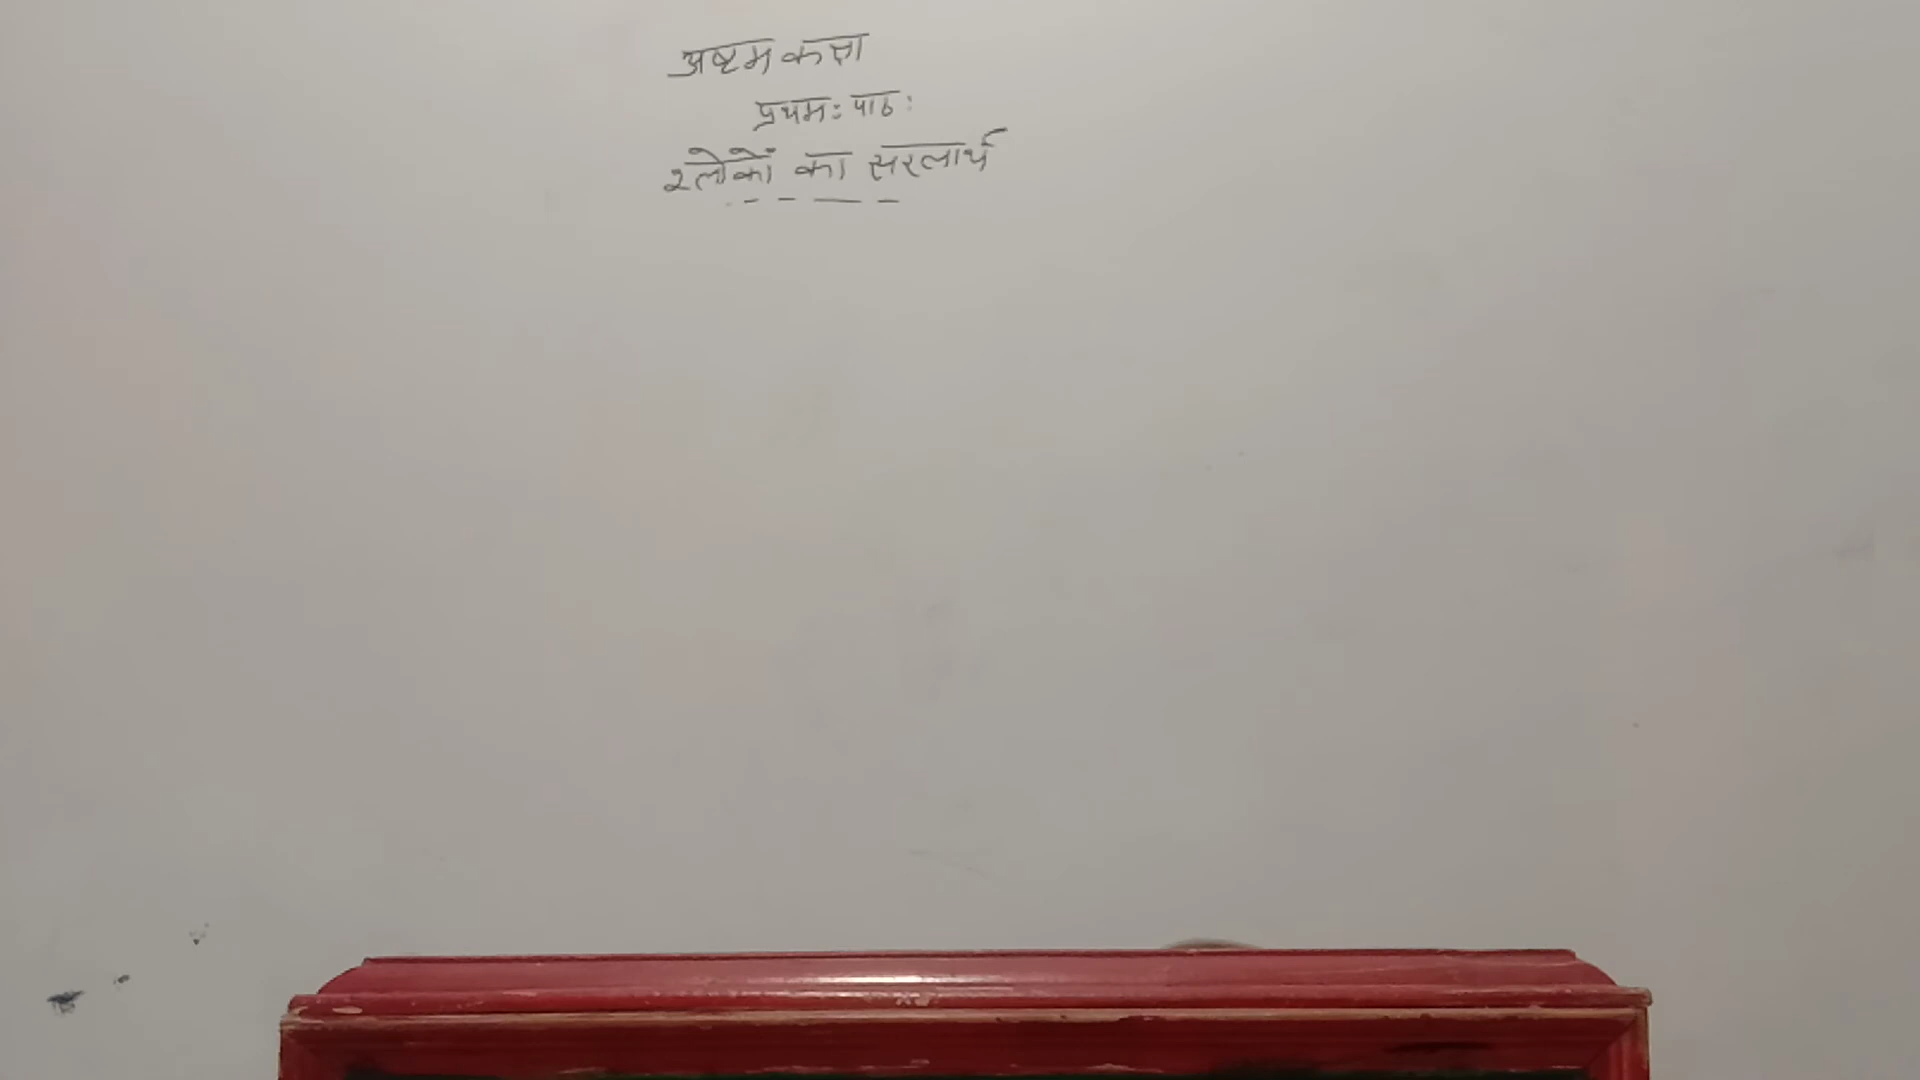 अष्टम कक्षा
प्रथमः पाठः
श्लोकों का सरलार्थ